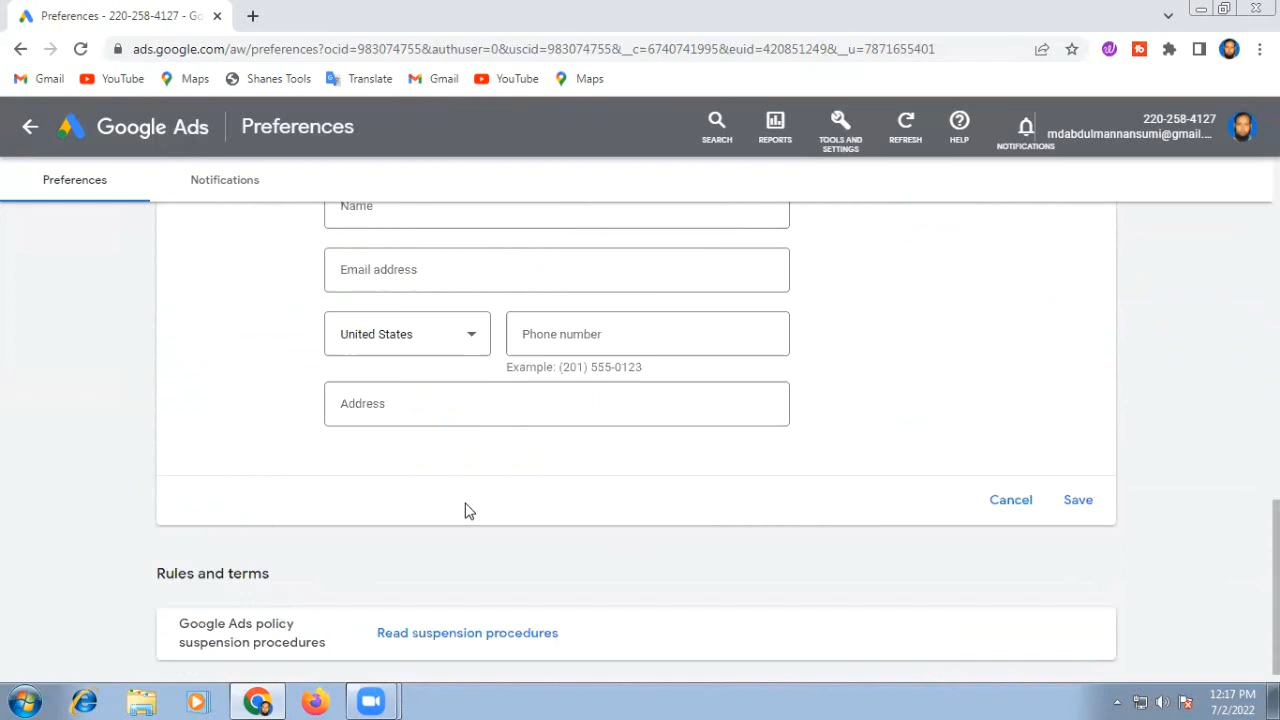 Preferences - 220-258-4127 - Go
ads.google.com/aw/preferences?ocid=983074755&authuser=0&uscid=983074755&__c=6740741995&euid=420851249&__u=7871655401
Gmail YouTube Maps Shanes Tools Translate Gmail YouTube Maps
Google Ads Preferences
SEARCH
REPORTS
TOOLS AND
SETTINGS
REFRESH
HELP
NOTIFICATIONS
220-258-4127
mdabdulmannansumi@gmail....
Preferences Notifications
Name
Email address
United States Phone number
Example: (201) 555-0123
Address
Cancel Save
Rules and terms
Google Ads policy
suspension procedures
Read suspension procedures
12:17 PM
7/2/2022